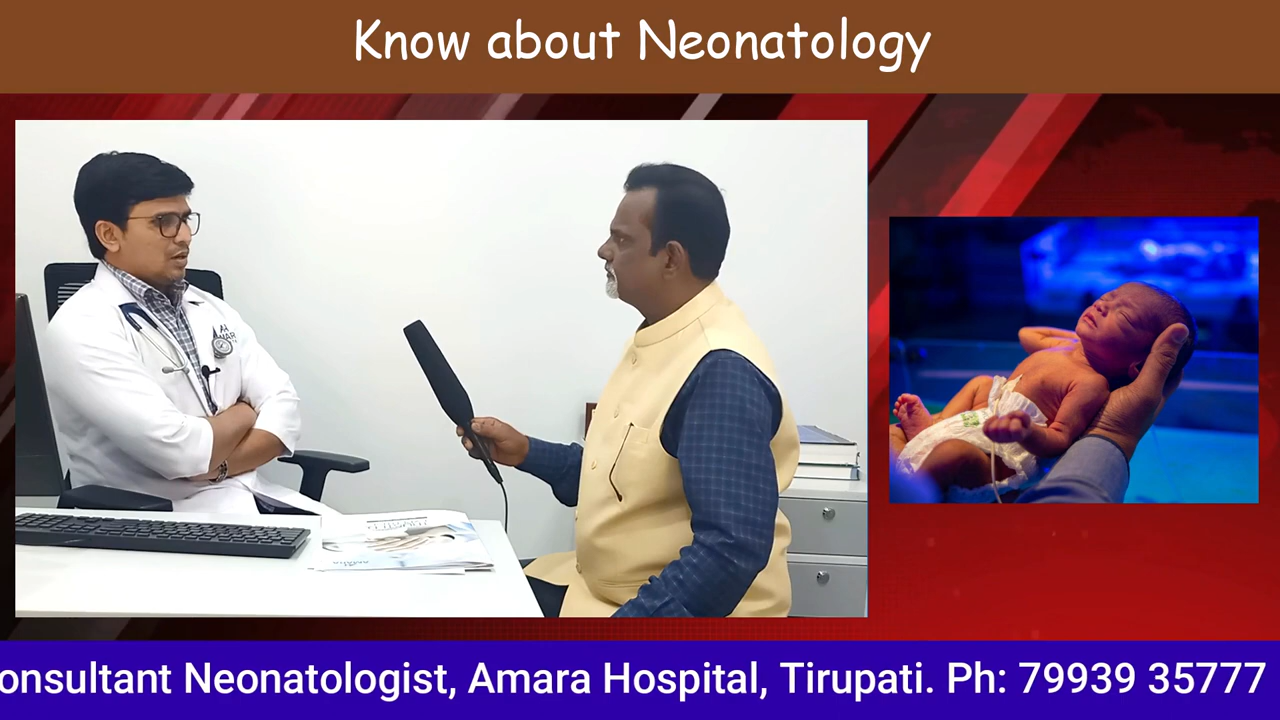 Know about Neonatology
onsultant Neonatologist, Amara Hospital, Tirupati. Ph: 79939 35777